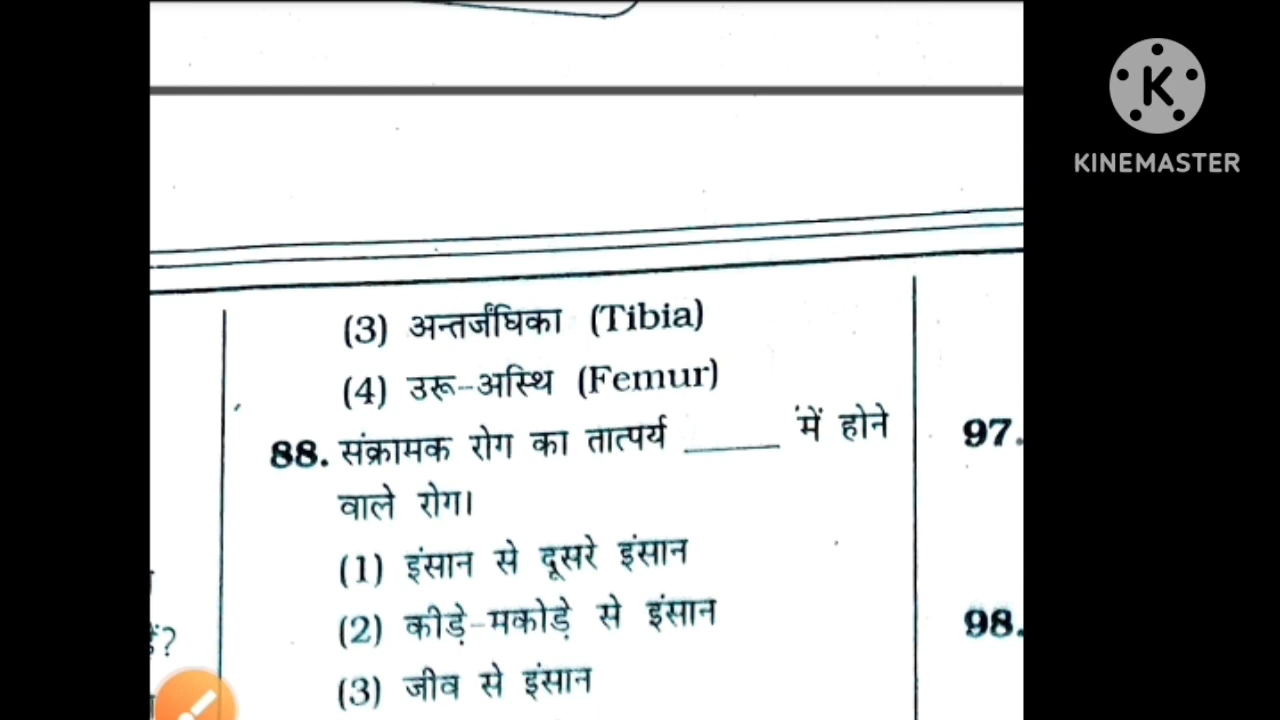 (3) अन्तर्जंघिका (Tibia)
(4) उरू-अस्थि (Femur)
88. संक्रामक रोग का तात्पर्य _____ में होने
वाले रोग।
(1) इंसान से दूसरे इंसान
(2) कीड़े-मकोड़े से इंसान
(3) जीव से इंसान
हैं?
97.
98.
K
KINEMASTER